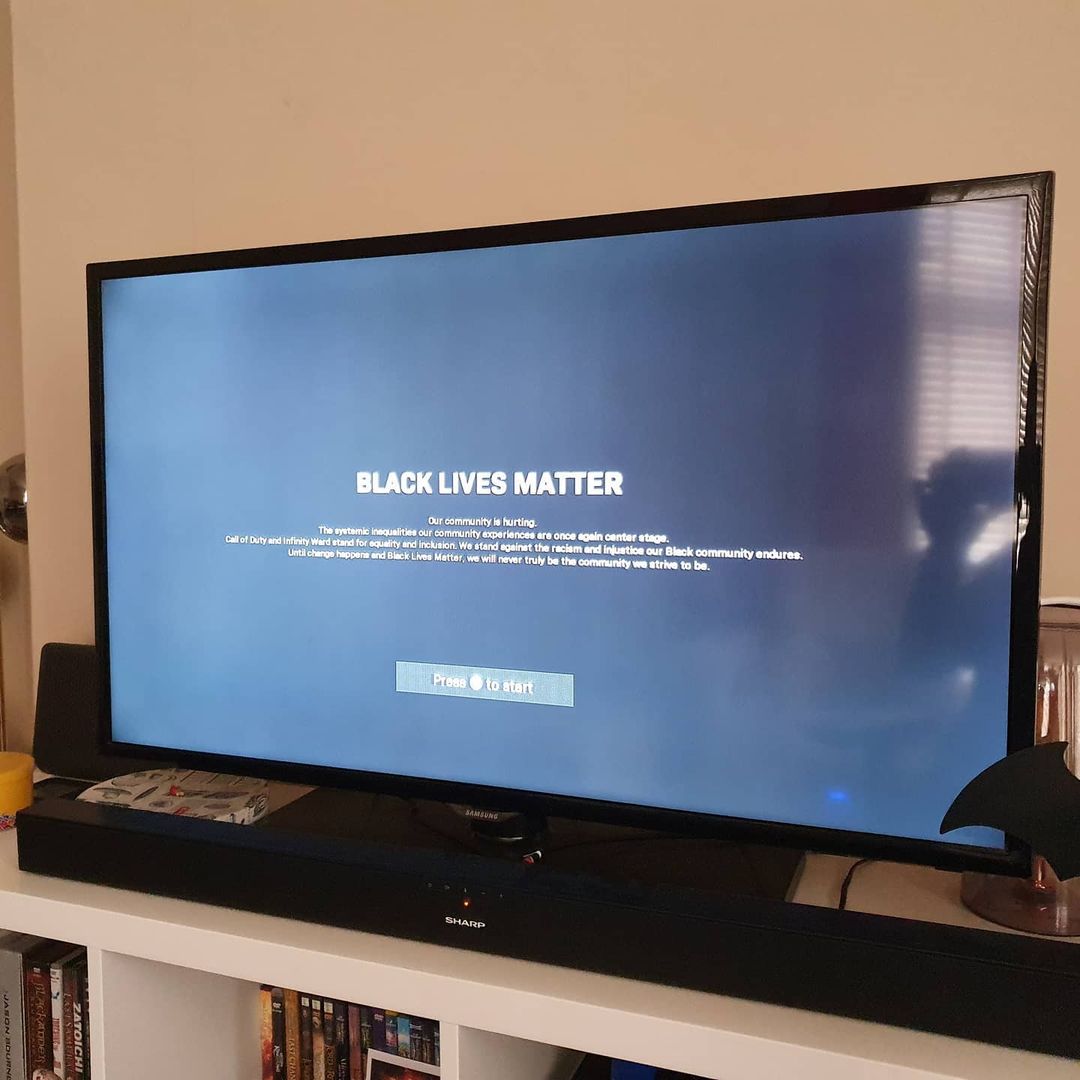 BLACK LIVES MATTER
Our community is hurting.
The systemic inequalities our community experiences are once again center stage.
Call of Duty and Infinity Ward stand for equality and inclusion. We stand against the racism and injustice our Black community endures.
Until change happens and Black Lives Matter, we will never truly be the community we strive to be.
Press to start
SAMSUNG
SHARP
JASON BOURNE
BLACKADDER
ZATOICHI